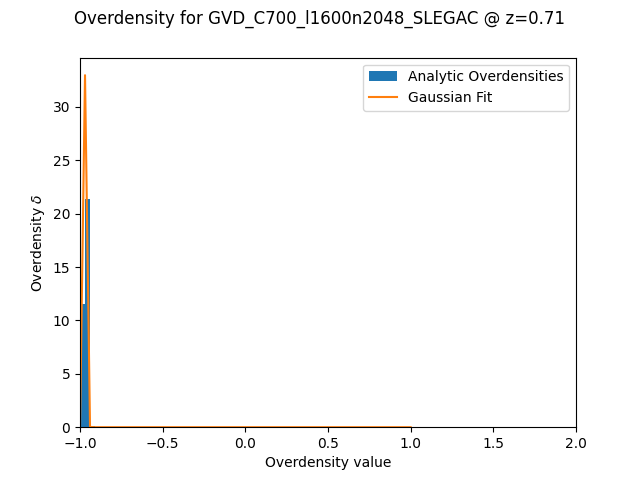 Overdensity for GVD_C700_l1600n2048_SLEGAC @ z=0.71
Analytic Overdensities
Gaussian Fit
Overdensity δ
30
25
20
15
10
5
0
−1.0 −0.5 0.0 0.5 1.0 1.5 2.0
Overdensity value